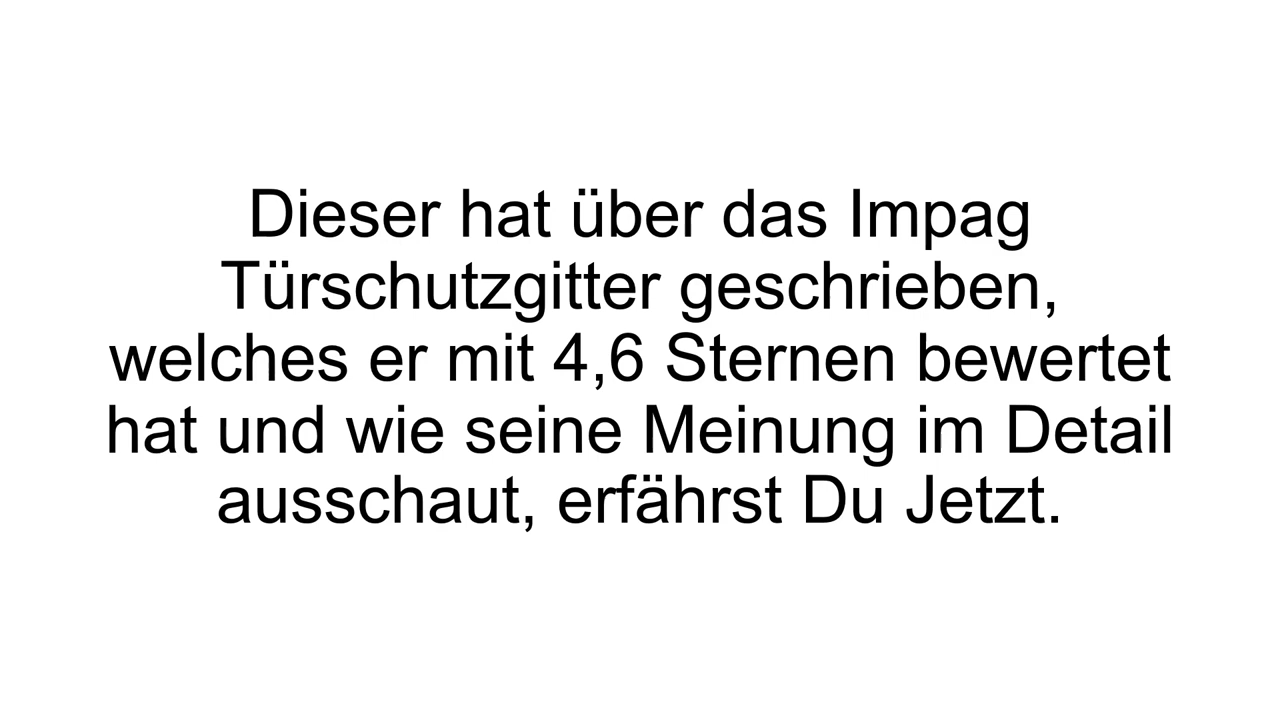 Dieser hat über das Impag
Türschutzgitter geschrieben,
welches er mit 4,6 Sternen bewertet
hat und wie seine Meinung im Detail
ausschaut, erfährst Du Jetzt.